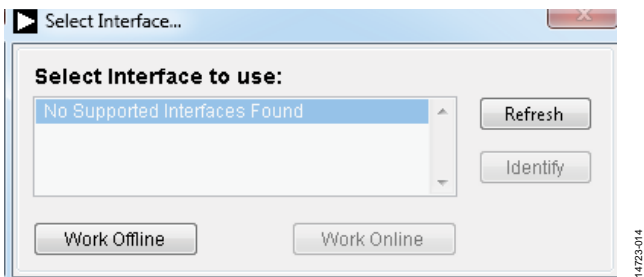 Select Interface...
Select Interface to use:
No Supported Interfaces Found
Refresh
Identify
Work Offline
Work Online
14723-014